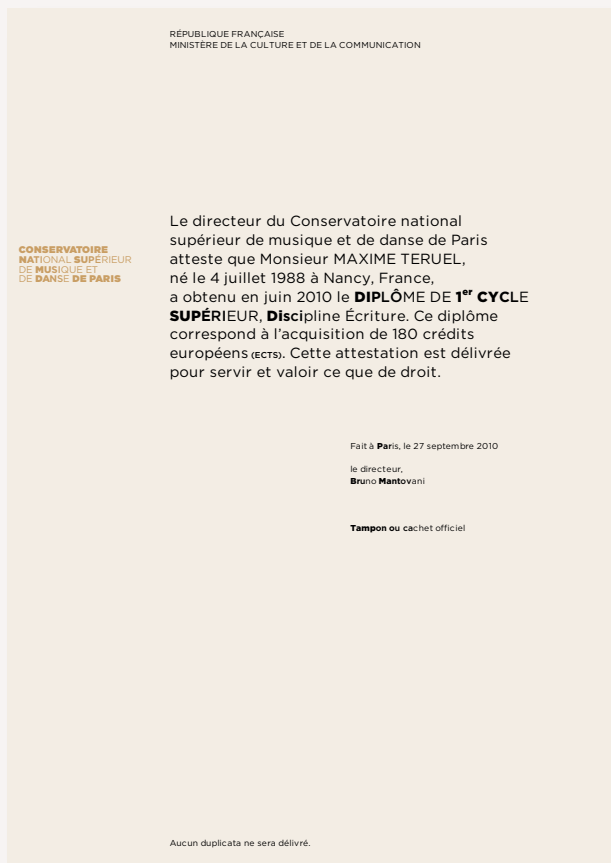 RÉPUBLIQUE FRANÇAISE
MINISTÈRE DE LA CULTURE ET DE LA COMMUNICATION
CONSERVATOIRE
NATIONAL SUPÉRIEUR
DE MUSIQUE ET
DE DANSE DE PARIS
Le directeur du Conservatoire national
supérieur de musique et de danse de Paris
atteste que Monsieur MAXIME TERUEL,
né le 4 juillet 1988 à Nancy, France,
a obtenu en juin 2010 le DIPLÔME DE 1er CYCLE
SUPÉRIEUR, Discipline Écriture. Ce diplôme
correspond à l'acquisition de 180 crédits
européens (ECTS). Cette attestation est délivrée
pour servir et valoir ce que de droit.
Fait à Paris, le 27 septembre 2010
le directeur,
Bruno Mantovani
Tampon ou cachet officiel
Aucun duplicata ne sera délivré.